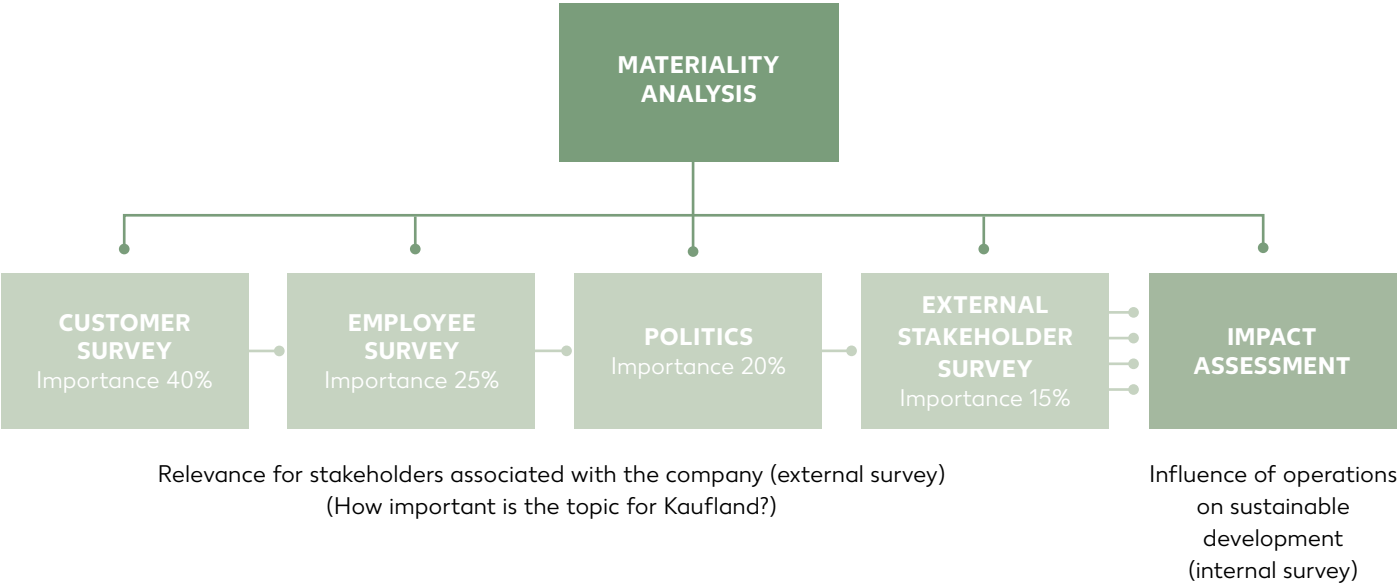 MATERIALITY
ANALYSIS
CUSTOMER
SURVEY
Importance 40%
EMPLOYEE
SURVEY
Importance 25%
POLITICS
Importance 20%
EXTERNAL
STAKEHOLDER
SURVEY
Importance 15%
IMPACT
ASSESSMENT
Relevance for stakeholders associated with the company (external survey)
(How important is the topic for Kaufland?)
Influence of operations
on sustainable
development
(internal survey)